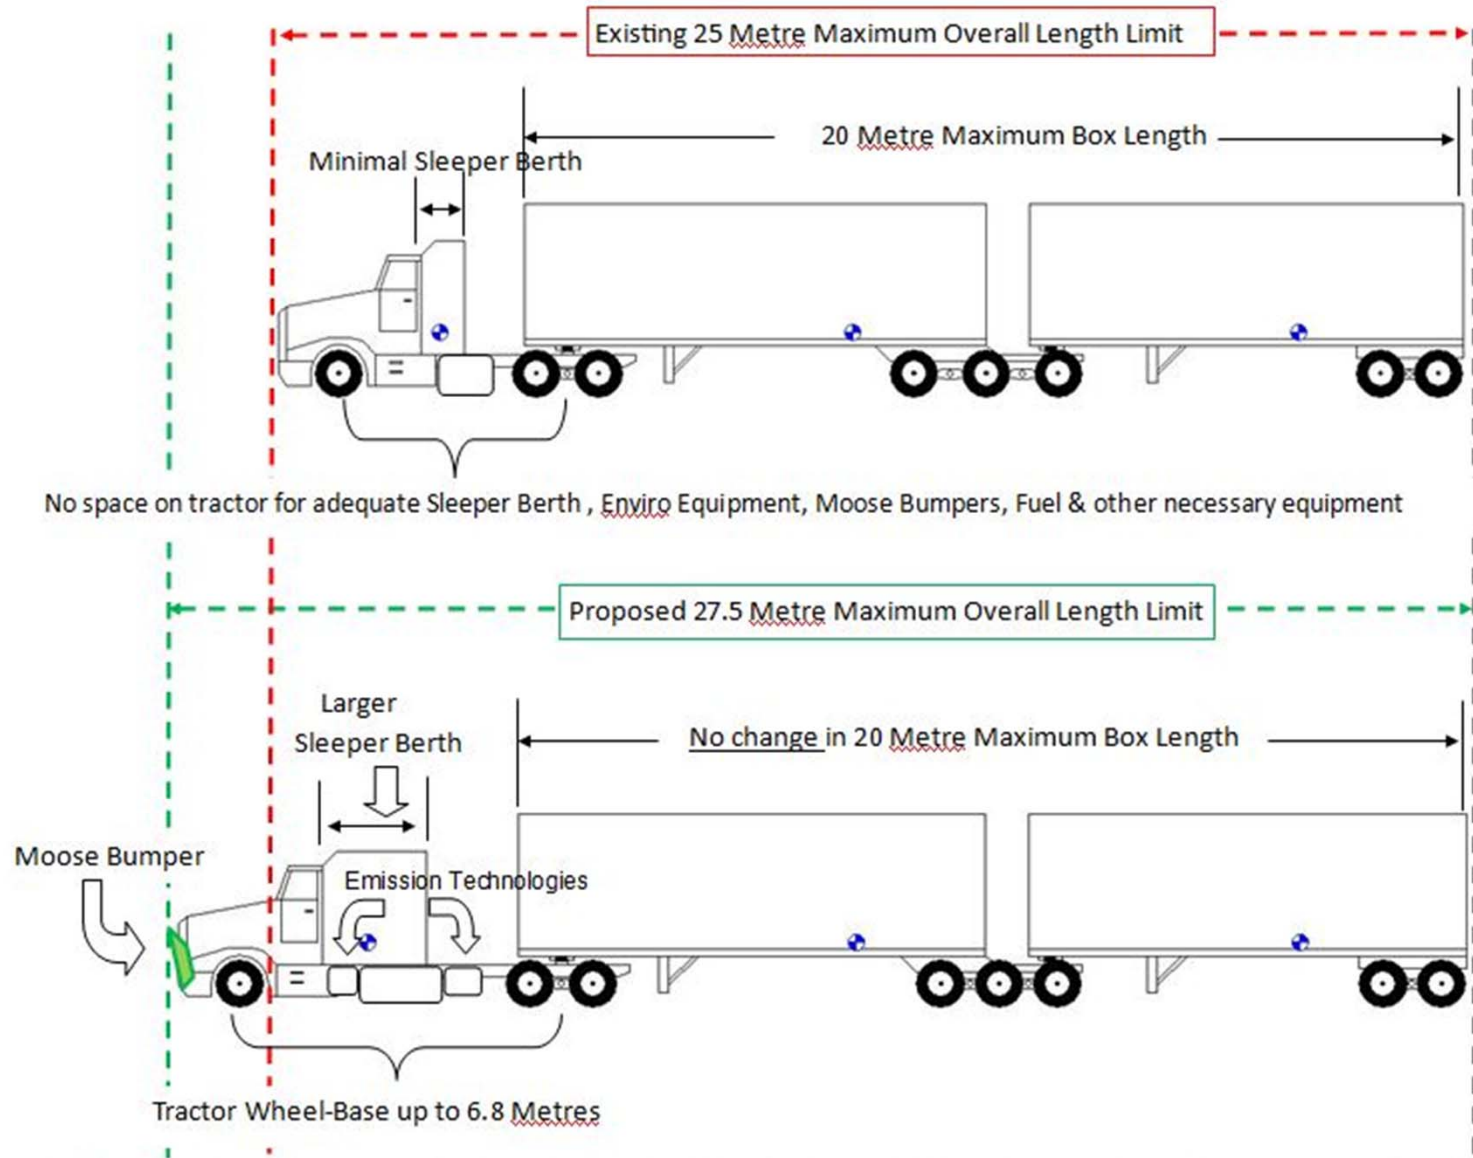 Existing 25 Metre Maximum Overall Length Limit
20 Metre Maximum Box Length
Minimal Sleeper Berth
No space on tractor for adequate Sleeper Berth , Enviro Equipment, Moose Bumpers, Fuel & other necessary equipment
Proposed 27.5 Metre Maximum Overall Length Limit
Larger
Sleeper Berth
No change in 20 Metre Maximum Box Length
Moose Bumper
Emission Technologies
Tractor Wheel-Base up to 6.8 Metres